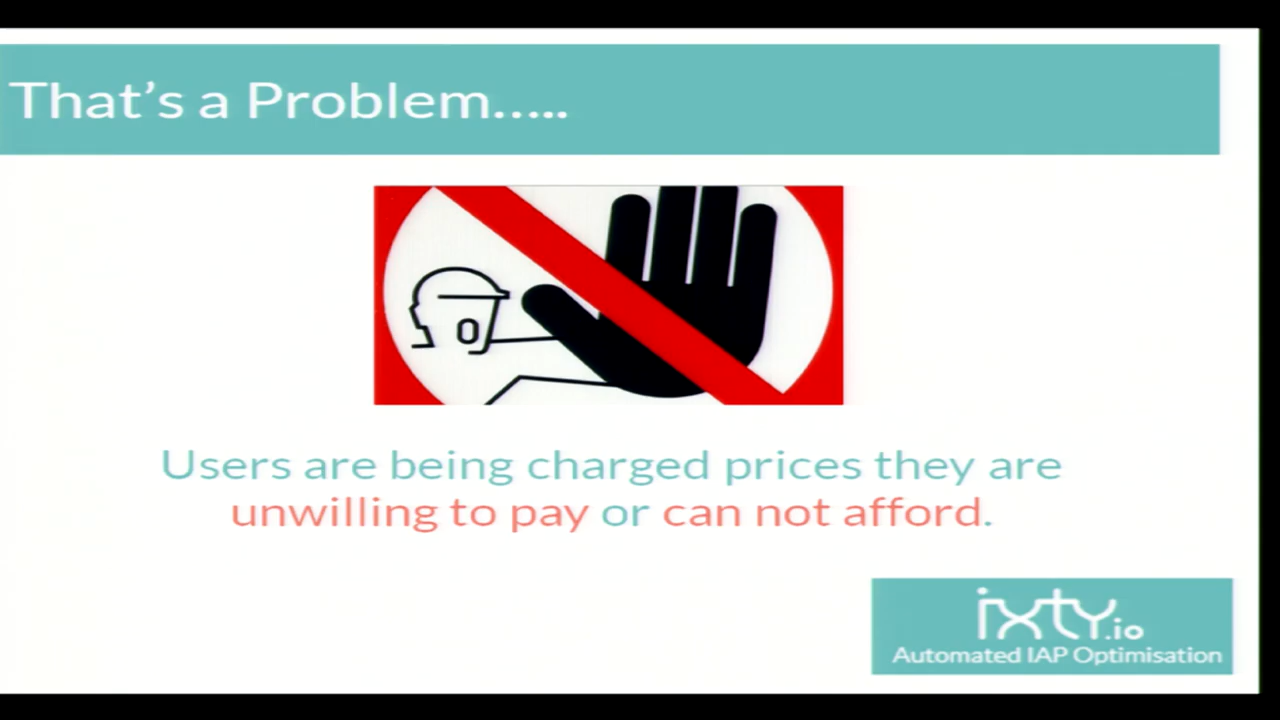 That's a Problem…..
Users are being charged prices they are
unwilling to pay or can not afford.
ixty.io
Automated IAP Optimisation